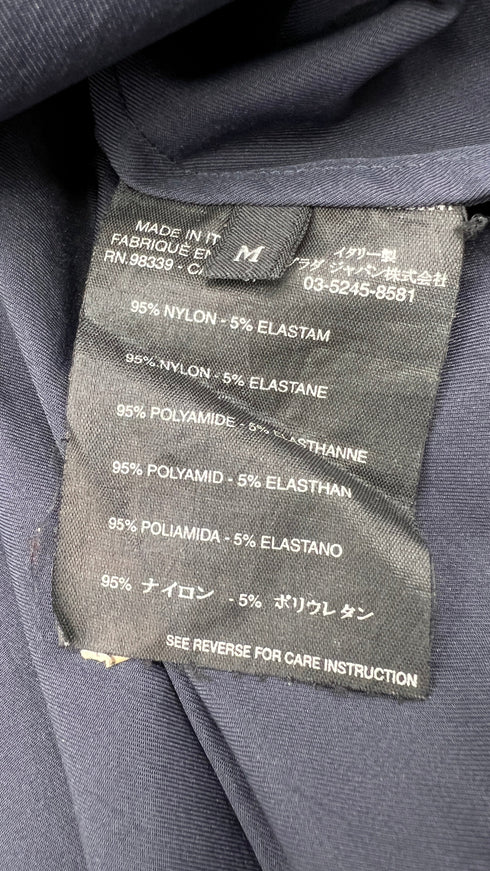 MADE IN IT
FABRIQUE EN
RN.98339 - C
M
イタリー製
ラダ ジャパン株式会社
03-5245-8581
95% NYLON - 5% ELASTAM
95% NYLON - 5% ELASTANE
95% POLYAMIDE - 5% ELASTHANNE
95% POLYAMID - 5% ELASTHAN
95% POLIAMIDA - 5% ELASTANO
95% ナイロン - 5% ポリウレタン
SEE REVERSE FOR CARE INSTRUCTION